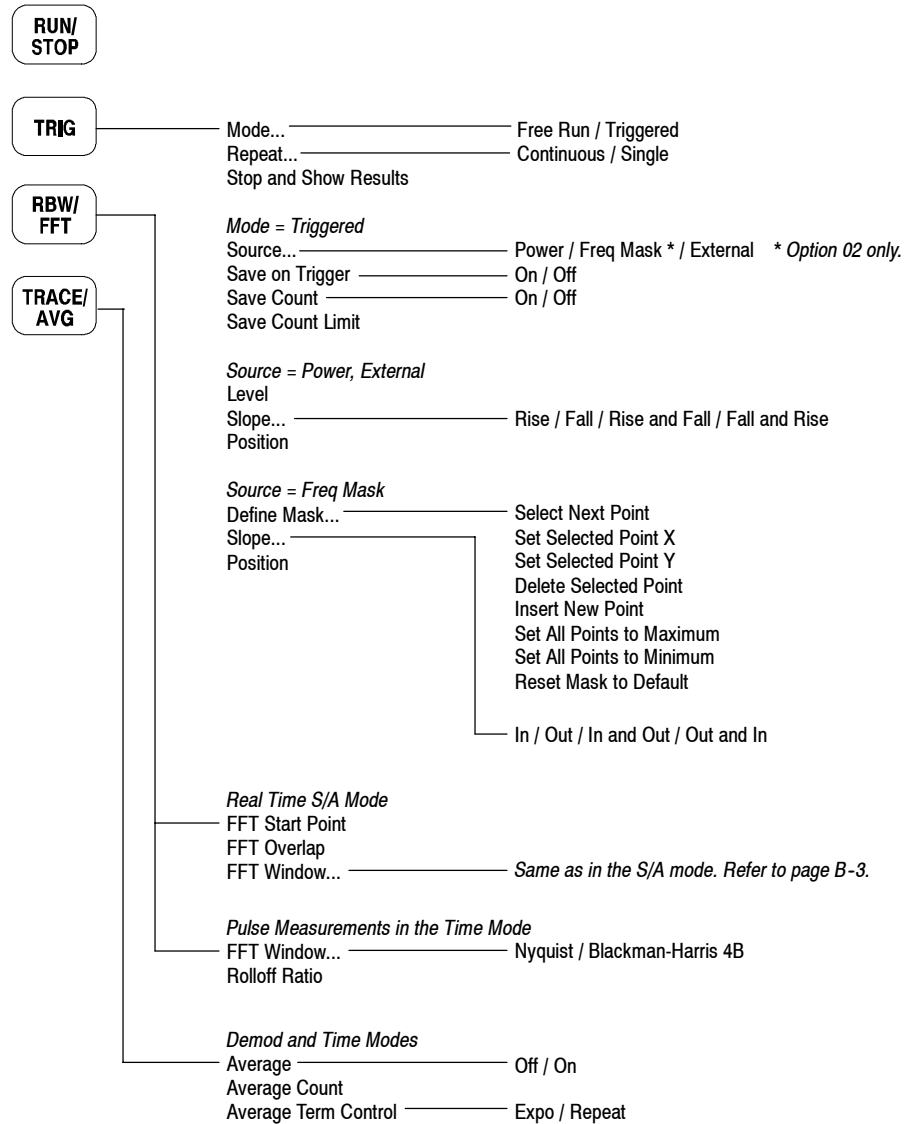 RUN/
STOP
TRIG
Mode... Free Run / Triggered
Repeat... Continuous / Single
Stop and Show Results
RBW/
FFT
Mode = Triggered
Source... Power / Freq Mask * / External * Option 02 only.
Save on Trigger On / Off
TRACE/
AVG
Save Count On / Off
Save Count Limit
Source = Power, External
Level
Slope... Rise / Fall / Rise and Fall / Fall and Rise
Position
Source = Freq Mask
Define Mask... Select Next Point
Slope... Set Selected Point X
Position Set Selected Point Y
Delete Selected Point
Insert New Point
Set All Points to Maximum
Set All Points to Minimum
Reset Mask to Default
In / Out / In and Out / Out and In
Real Time S/A Mode
FFT Start Point
FFT Overlap
FFT Window... Same as in the S/A mode. Refer to page B-3.
Pulse Measurements in the Time Mode
FFT Window... Nyquist / Blackman-Harris 4B
Rolloff Ratio
Demod and Time Modes
Average Off / On
Average Count
Average Term Control Expo / Repeat